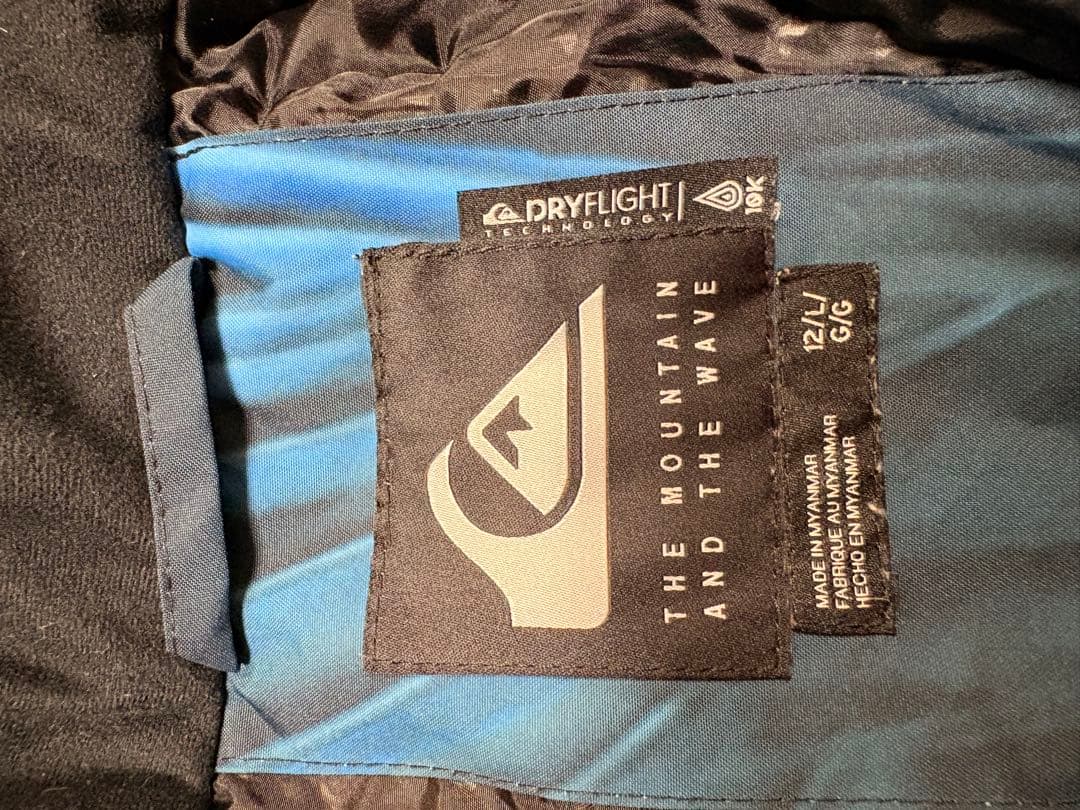 DRYFLIGHT
TECHNOLOGY
10K
THE MOUNTAIN
AND THE WAVE
12/L/
G/G
MADE IN MYANMAR
FABRIQUE AU MYANMAR
HECHO EN MYANMAR